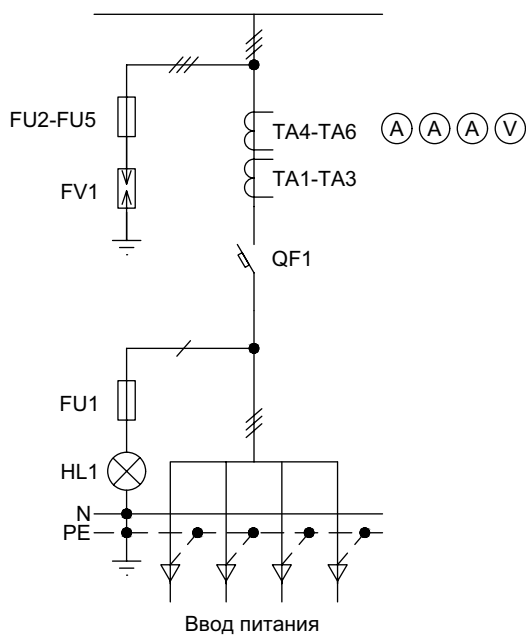 FU2-FU5
TA4-TA6
A A A V
FV1
TA1-TA3
QF1
FU1
HL1
N
PE
Ввод питания